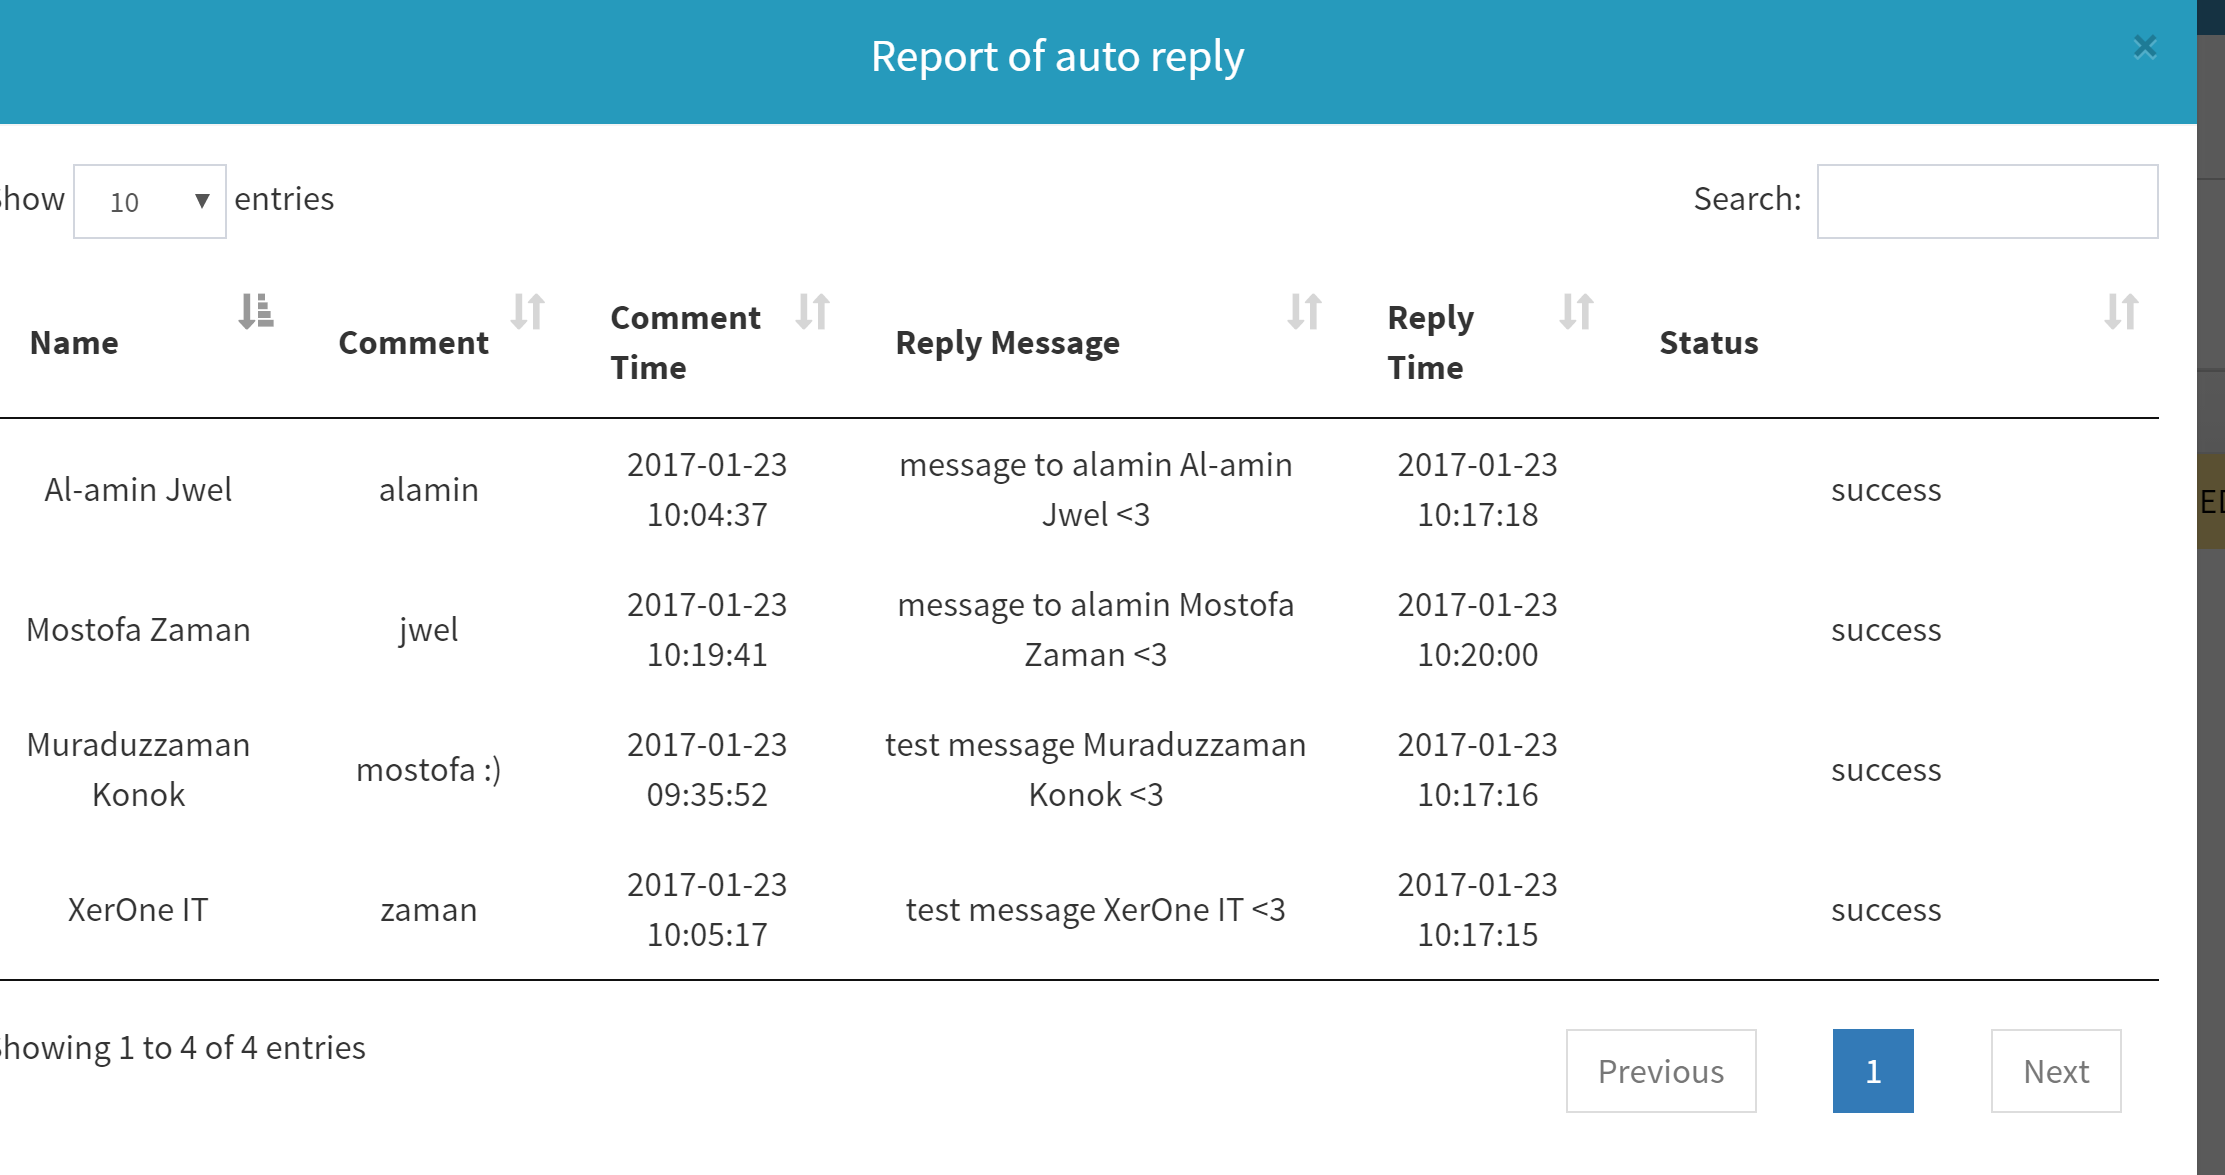 Report of auto reply
×
how 10 entries
Search:
Name
Comment
Comment
Time
Reply Message
Reply
Time
Status
Al-amin Jwel
alamin
2017-01-23
10:04:37
message to alamin Al-amin
Jwel <3
2017-01-23
10:17:18
success
Mostofa Zaman
jwel
2017-01-23
10:19:41
message to alamin Mostofa
Zaman <3
2017-01-23
10:20:00
success
Muraduzzaman
Konok
mostofa :)
2017-01-23
09:35:52
test message Muraduzzaman
Konok <3
2017-01-23
10:17:16
success
XerOne IT
zaman
2017-01-23
10:05:17
test message XerOne IT <3
2017-01-23
10:17:15
success
howing 1 to 4 of 4 entries
Previous
1
Next